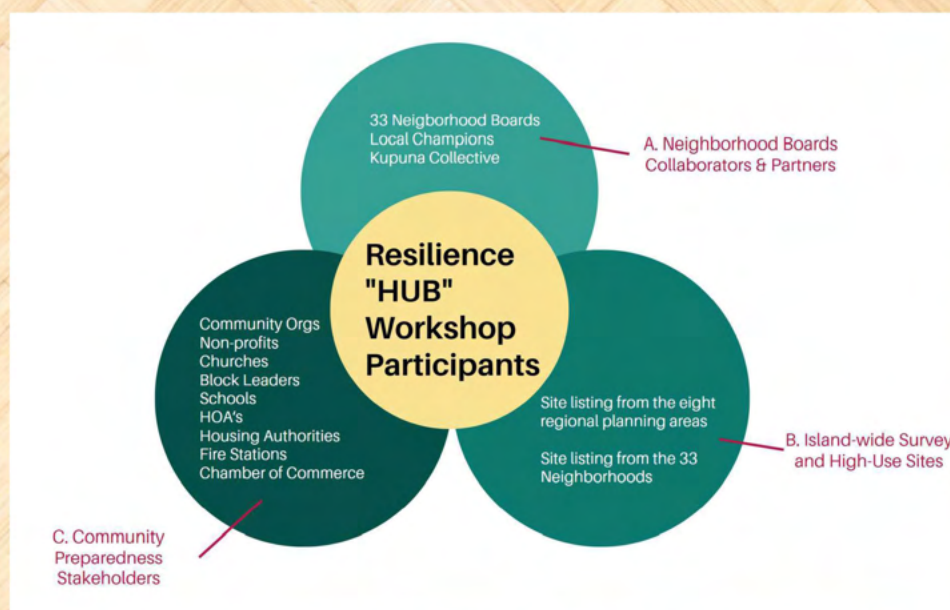 33 Neigborhood Boards
Local Champions
Kupuna Collective
A. Neighborhood Boards
Collaborators & Partners
Resilience
"HUB"
Workshop
Participants
Community Orgs
Non-profits
Churches
Block Leaders
Schools
HOA's
Housing Authorities
Fire Stations
Chamber of Commerce
Site listing from the eight
regional planning areas
Site listing from the 33
Neighborhoods
B. Island-wide Survey
and High-Use Sites
C. Community
Preparedness
Stakeholders